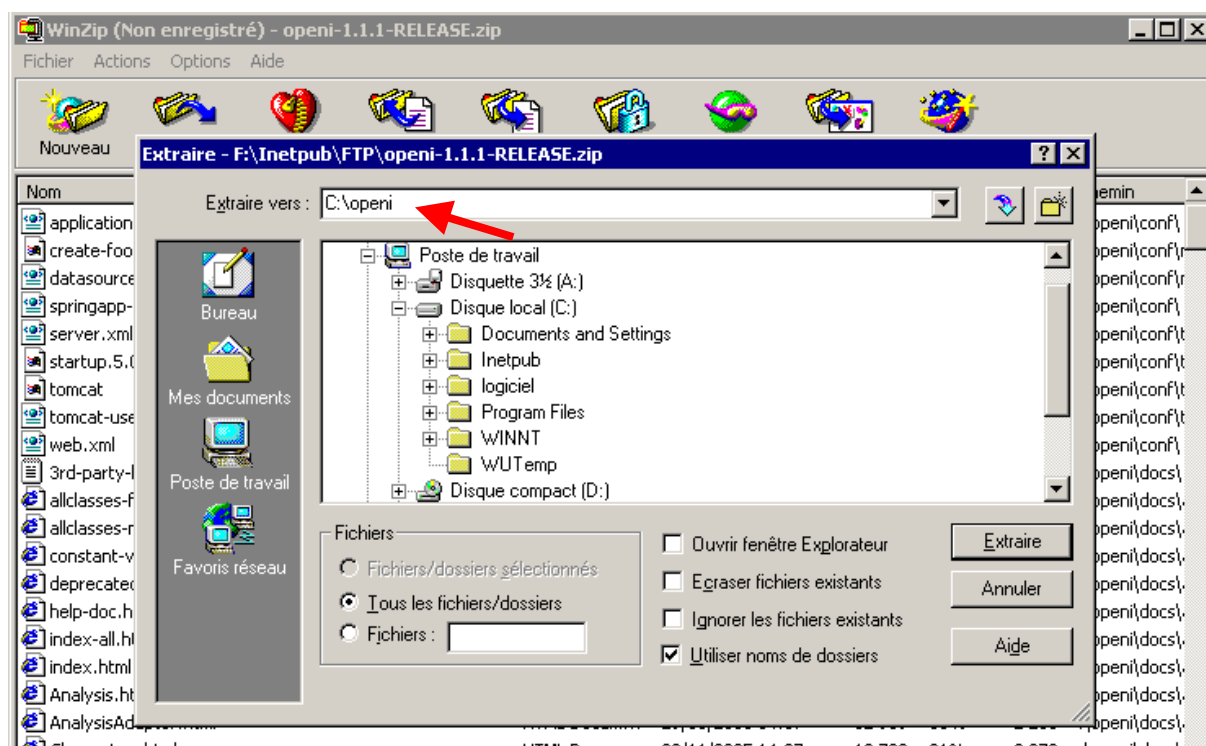 WinZip (Non enregistré) - openi-1.1.1-RELEASE.zip
Fichier Actions Options Aide
Nouveau
Extraire - F:\Inetpub\FTP\openi-1.1.1-RELEASE.zip
Nom
emin
Extraire vers : C:\openi
application
create-foo
datasource
springapp-
server.xml
startup.5.0
tomcat
tomcat-use
web.xml
3rd-party-l
allclasses-f
allclasses-r
constant-v
deprecated
help-doc.h
index-all.ht
index.html
Analysis.ht
AnalysisAd
Bureau
Mes documents
Poste de travail
Favoris réseau
Poste de travail
Disquette 3½ (A:)
Disque local (C:)
Documents and Settings
Inetpub
logiciel
Program Files
WINNT
WUTemp
Disque compact (D:)
Fichiers
Fichiers/dossiers sélectionnés
Tous les fichiers/dossiers
Fichiers :
Ouvrir fenêtre Explorateur
Ecraser fichiers existants
Ignorer les fichiers existants
Utiliser noms de dossiers
Extraire
Annuler
Aide
openi\conf\
openi\conf\r
openi\conf\r
openi\conf\
openi\conf\t
openi\conf\t
openi\conf\t
openi\conf\t
openi\conf\
openi\docs\
openi\docs\.
openi\docs\.
openi\docs\.
openi\docs\.
openi\docs\.
openi\docs\.
openi\docs\.
openi\docs\.
openi\docs\.